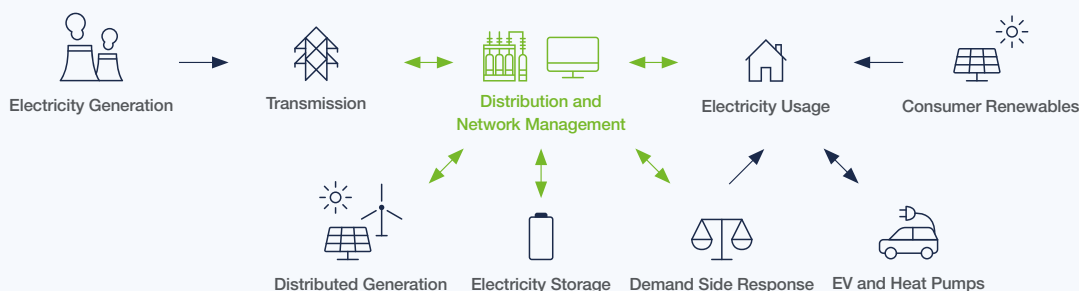 Electricity Generation
Transmission
Distribution and
Network Management
Electricity Usage
Consumer Renewables
Distributed Generation
Electricity Storage
Demand Side Response
EV and Heat Pumps